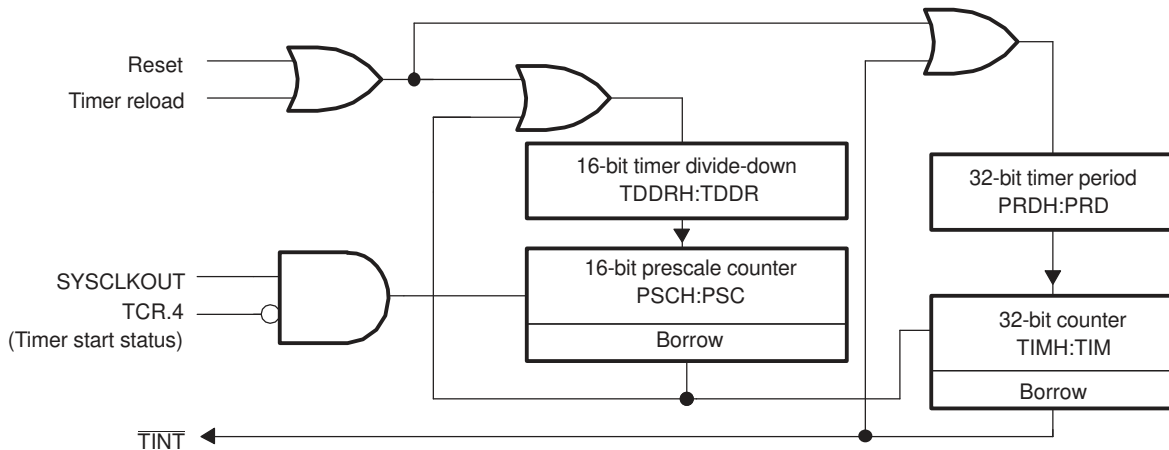 Reset
Timer reload
16-bit timer divide-down
TDDRH:TDDR
32-bit timer period
PRDH:PRD
SYSCLKOUT
TCR.4
(Timer start status)
16-bit prescale counter
PSCH:PSC
Borrow
32-bit counter
TIMH:TIM
Borrow
TINT